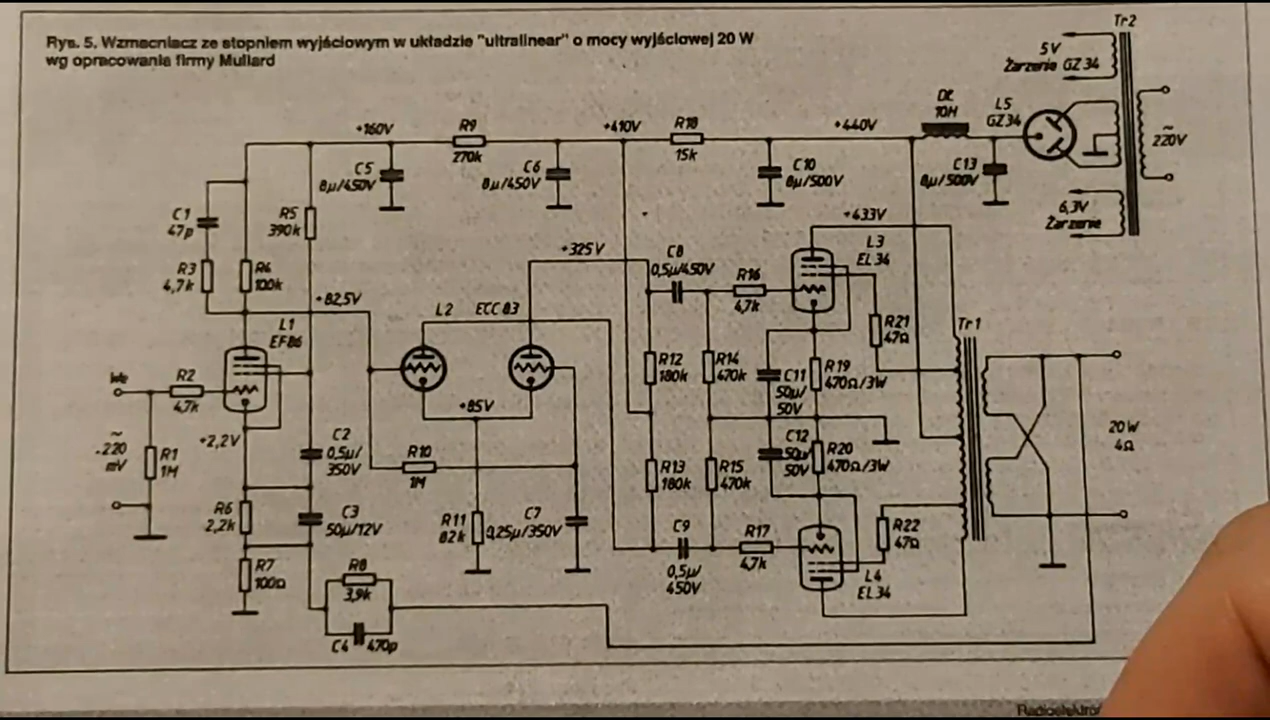 Rys. 5. Wzmacniacz ze stopniem wyjściowym w układzie "ultralinear" o mocy wyjściowej 20 W
wg opracowania firmy Mullard
Tr2
5V
Żarzenie GZ 34
Dł
10H
L5
GZ34
~
220V
6,3V
Żarzenie
+160V
R9
270k
+410V
R18
15k
+440V
C5
8μ/450V
C6
8μ/450V
C10
8μ/500V
C13
8μ/500V
C1
47p
R5
390k
R3
4,7k
R4
100k
+82,5V
+325V
+433V
L3
EL34
C8
0,5μ/450V
R16
4,7k
L1
EF86
L2 ECC 83
R21
47Ω
Tr1
We
R2
4,7k
R12
180k
R14
470k
C11
50μ
50V
R19
470Ω/3W
+85V
+2,2V
~
220
mV
R1
1M
C2
0,5μ/
350V
R10
1M
R13
180k
R15
470k
C12
50μ
50V
R20
470Ω/3W
20W
4Ω
R6
2,2k
C3
50μ/12V
R11
82k
C7
0,25μ/350V
C9
0,5μ/
450V
R17
4,7k
R22
47Ω
L4
EL34
R7
100Ω
R8
3,9k
C4 470p